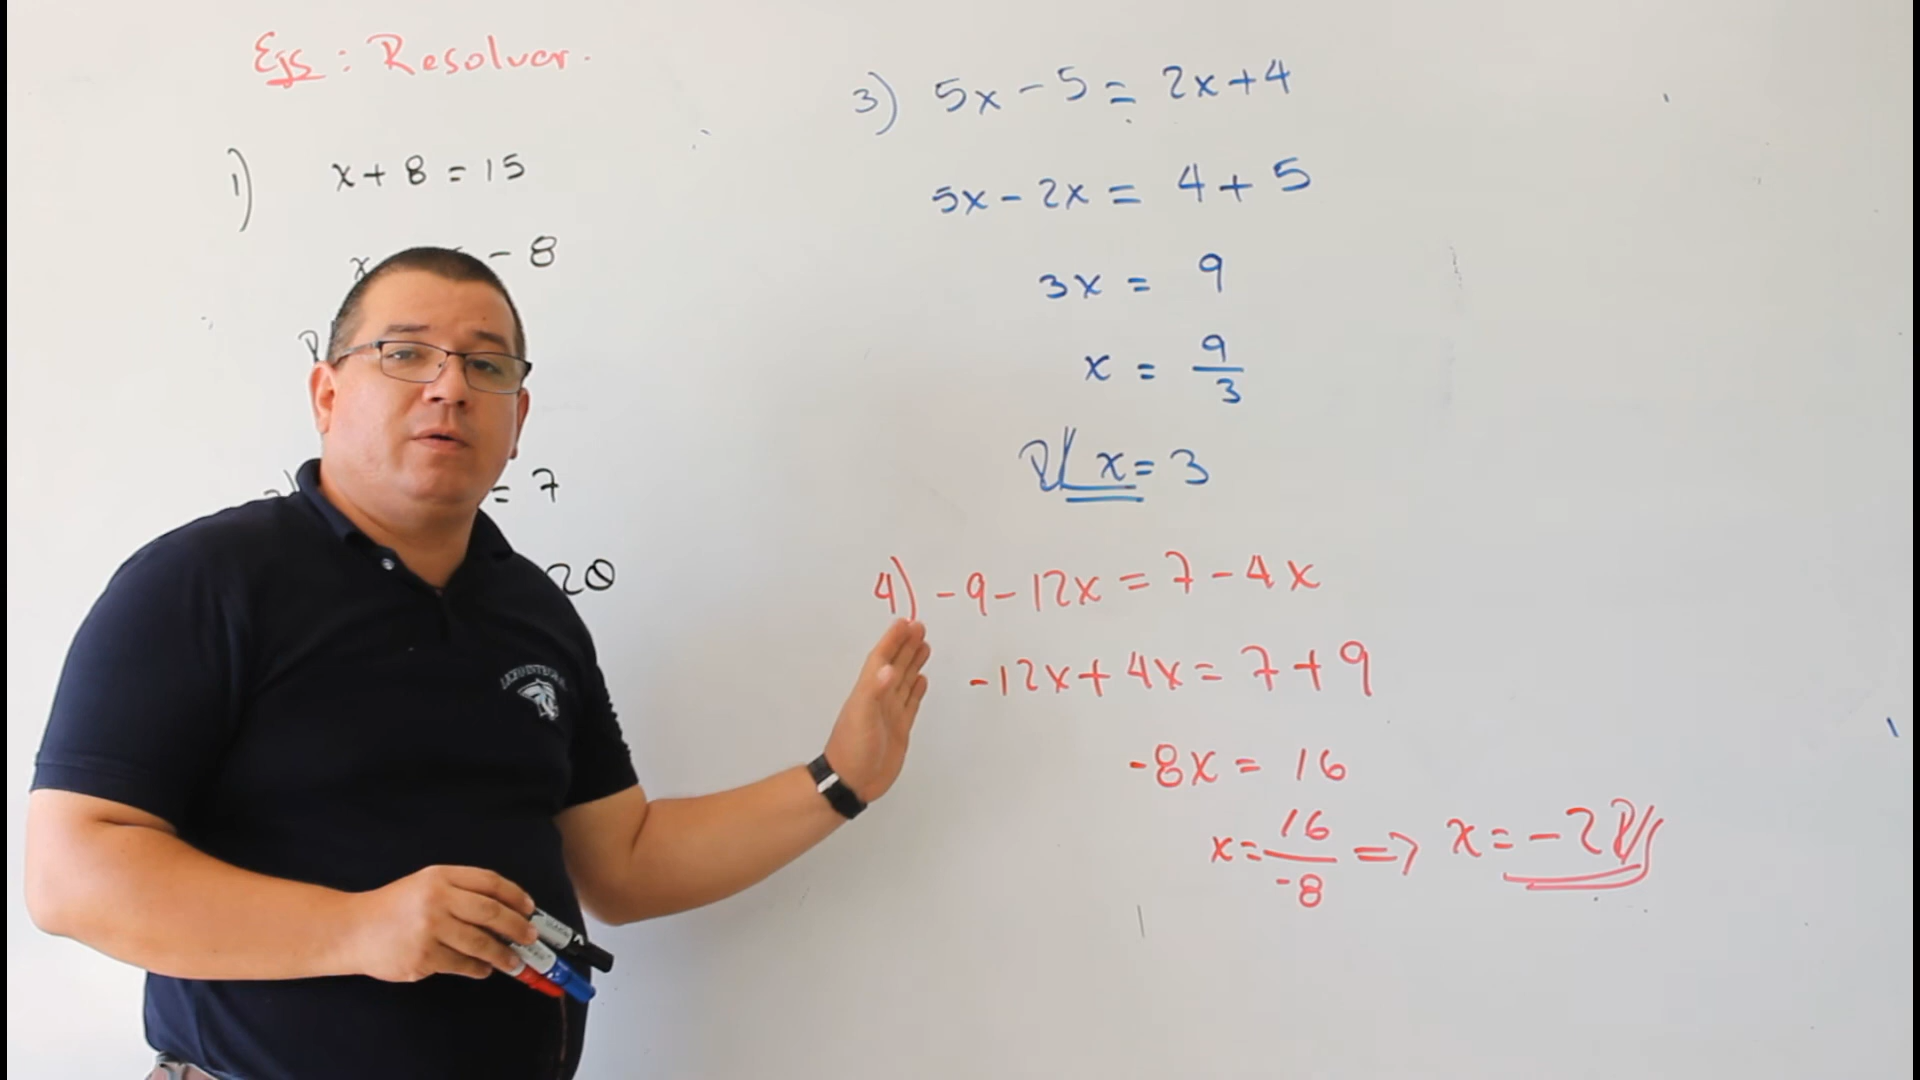 Ejs: Resolver.
1) x + 8 = 15
x - 8
= 7
20
3) 5x - 5 = 2x + 4
5x - 2x = 4 + 5
3x = 9
x = 9/3
R/ x = 3
4) -9 - 12x = 7 - 4x
-12x + 4x = 7 + 9
-8x = 16
x = 16/-8 => x = -2 R/